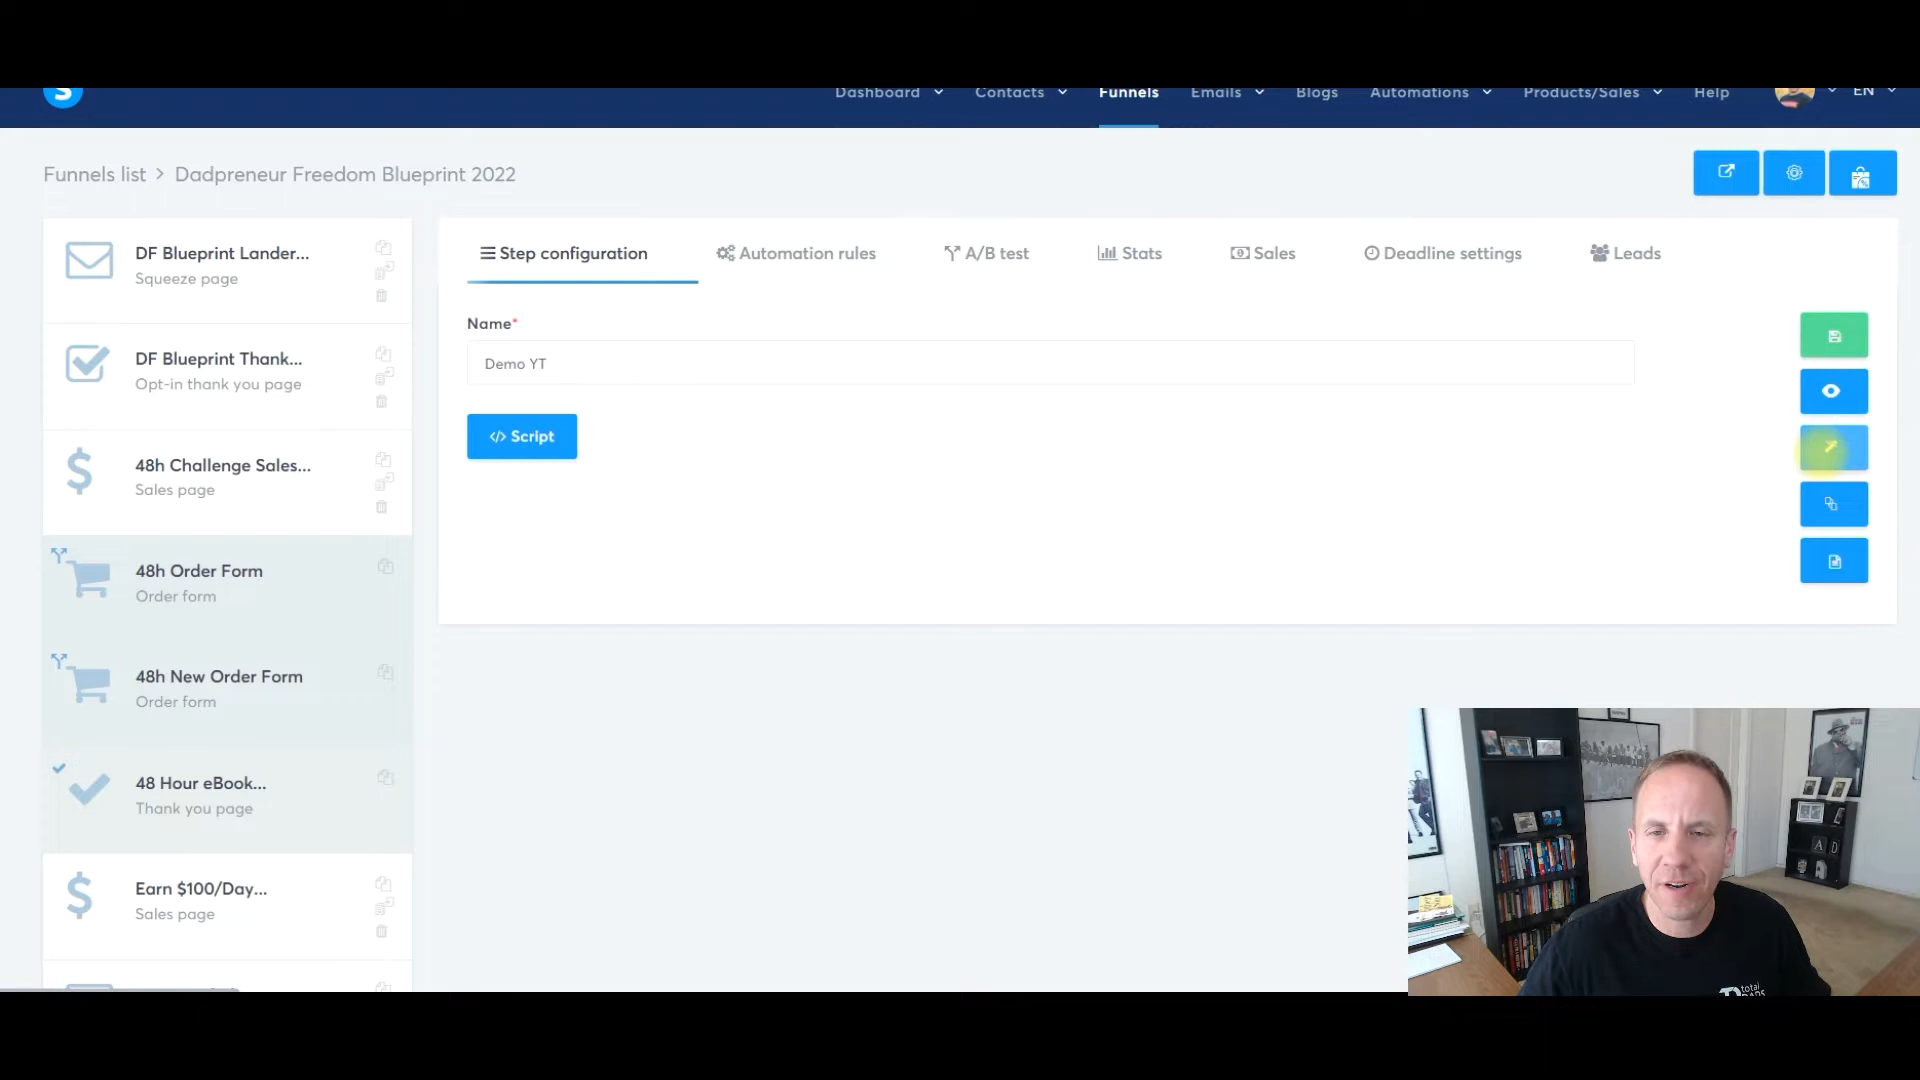 S
Dashboard Contacts Funnels Emails Blogs Automations Products/Sales Help EN
Funnels list > Dadpreneur Freedom Blueprint 2022
DF Blueprint Lander...
Squeeze page
DF Blueprint Thank...
Opt-in thank you page
48h Challenge Sales...
Sales page
48h Order Form
Order form
48h New Order Form
Order form
48 Hour eBook...
Thank you page
Earn $100/Day...
Sales page
Step configuration Automation rules A/B test Stats Sales Deadline settings Leads
Name*
Demo YT
</> Script
A D
total